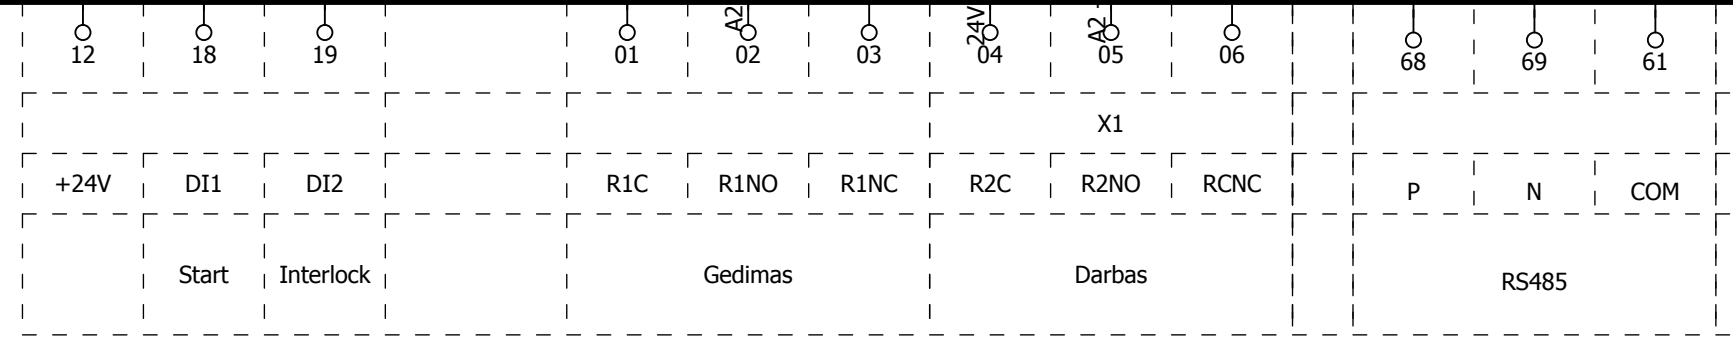 A2
24V
A2
12 18 19 01 02 03 04 05 06 68 69 61
X1
+24V DI1 DI2 R1C R1NO R1NC R2C R2NO RCNC P N COM
Start Interlock Gedimas Darbas RS485